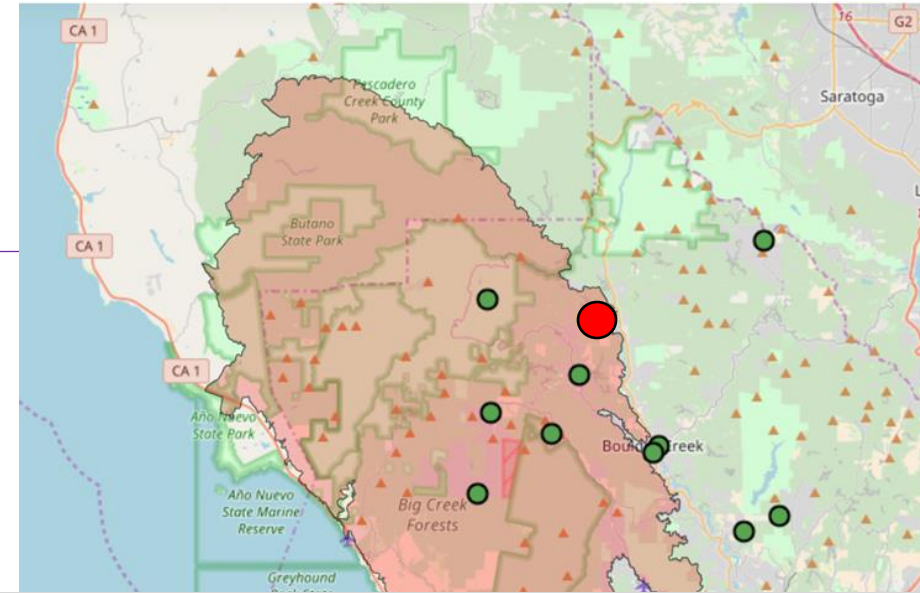 CA 1
16
G2
Pescadero
Creek County
Park
Saratoga
L
Butano
State Park
CA 1
CA 1
Año Nuevo
State Park
Boulder Creek
Año Nuevo
State Marine
Reserve
Big Creek
Forests
Greyhound